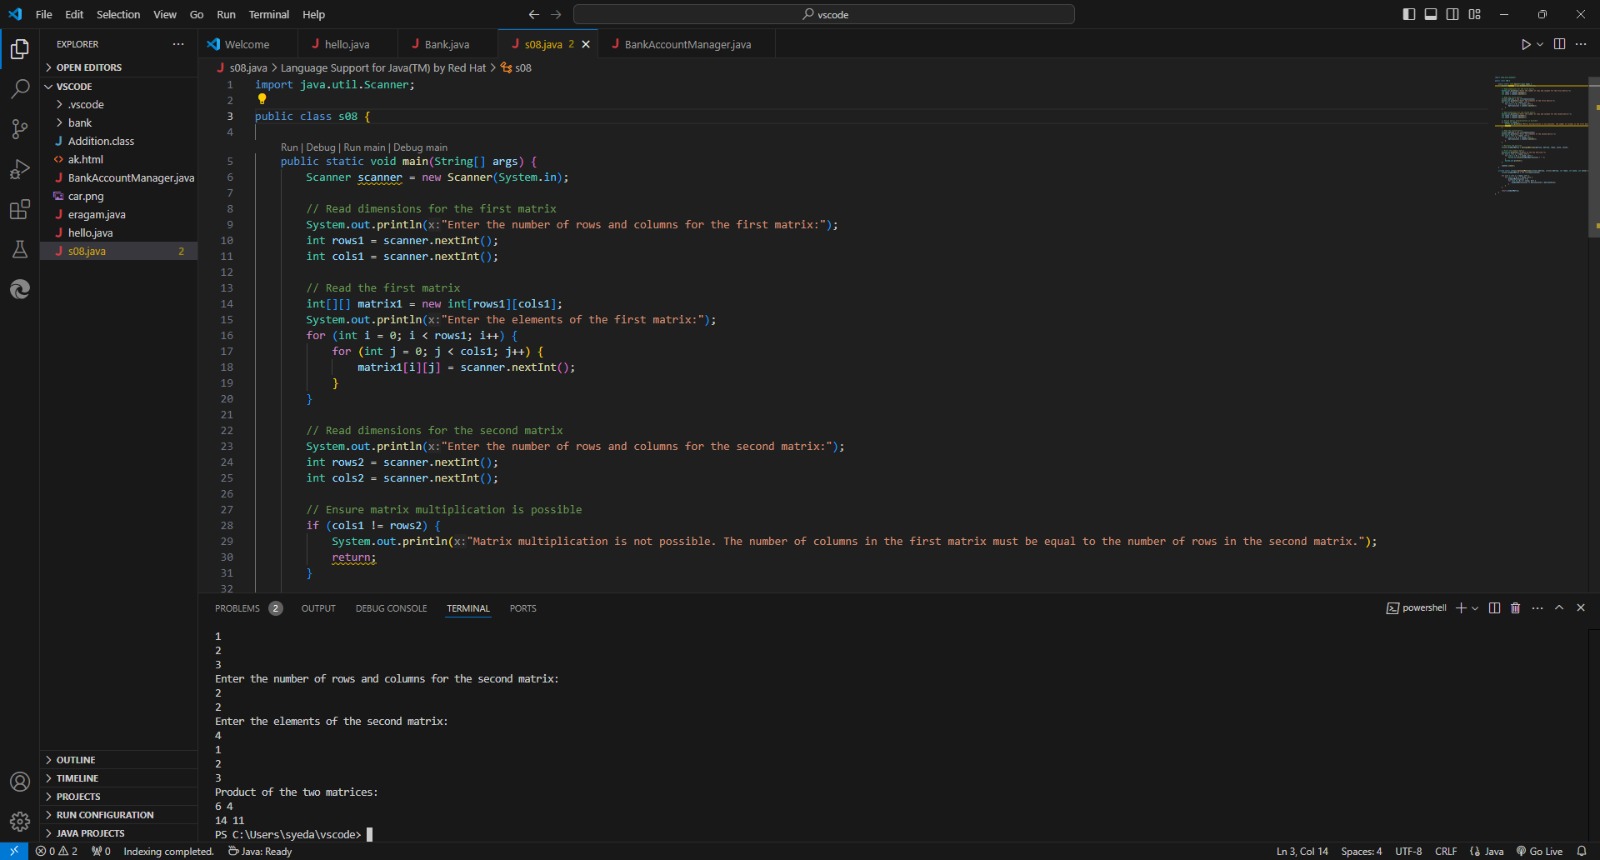 File Edit Selection View Go Run Terminal Help
vscode
EXPLORER
OPEN EDITORS
VSCODE
.vscode
bank
Addition.class
ak.html
BankAccountManager.java
car.png
eragam.java
hello.java
s08.java 2
OUTLINE
TIMELINE
PROJECTS
RUN CONFIGURATION
JAVA PROJECTS
Welcome hello.java Bank.java s08.java 2 BankAccountManager.java
s08.java > Language Support for Java(TM) by Red Hat > s08
1 import java.util.Scanner;
2
3 public class s08 {
4
Run | Debug | Run main | Debug main
5 public static void main(String[] args) {
6 Scanner scanner = new Scanner(System.in);
7
8 // Read dimensions for the first matrix
9 System.out.println(x:"Enter the number of rows and columns for the first matrix:");
10 int rows1 = scanner.nextInt();
11 int cols1 = scanner.nextInt();
12
13 // Read the first matrix
14 int[][] matrix1 = new int[rows1][cols1];
15 System.out.println(x:"Enter the elements of the first matrix:");
16 for (int i = 0; i < rows1; i++) {
17 for (int j = 0; j < cols1; j++) {
18 matrix1[i][j] = scanner.nextInt();
19 }
20 }
21
22 // Read dimensions for the second matrix
23 System.out.println(x:"Enter the number of rows and columns for the second matrix:");
24 int rows2 = scanner.nextInt();
25 int cols2 = scanner.nextInt();
26
27 // Ensure matrix multiplication is possible
28 if (cols1 != rows2) {
29 System.out.println(x:"Matrix multiplication is not possible. The number of columns in the first matrix must be equal to the number of rows in the second matrix.");
30 return;
31 }
32
PROBLEMS 2 OUTPUT DEBUG CONSOLE TERMINAL PORTS
powershell
1
2
3
Enter the number of rows and columns for the second matrix:
2
2
Enter the elements of the second matrix:
4
1
2
3
Product of the two matrices:
6 4
14 11
PS C:\Users\syeda\vscode>
0 2 0 Indexing completed. Java: Ready
Ln 3, Col 14 Spaces: 4 UTF-8 CRLF Java Go Live